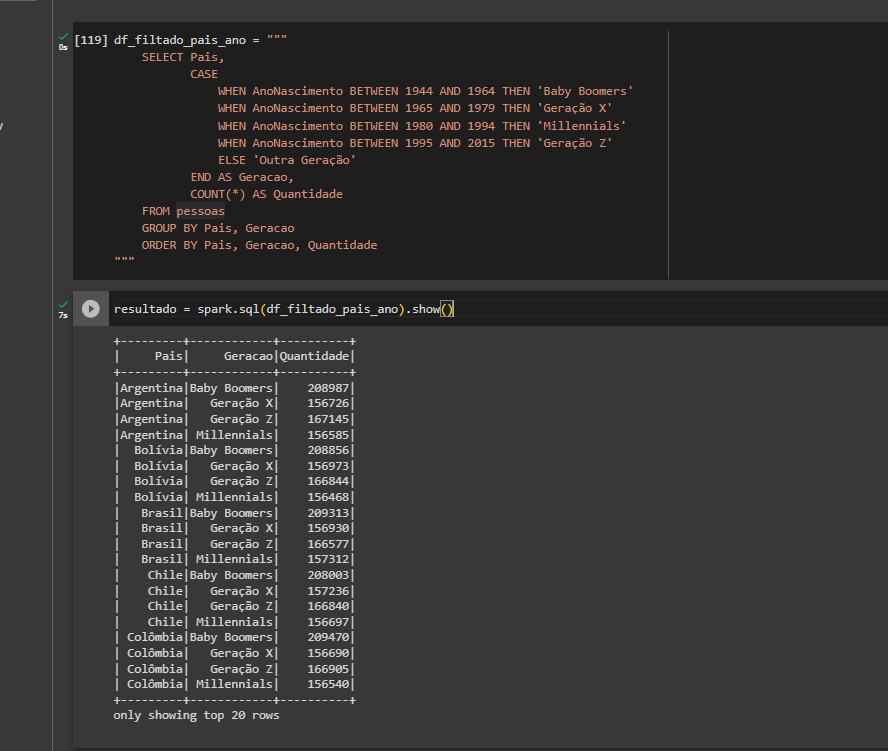 [119] df_filtado_pais_ano = """
SELECT Pais,
CASE
WHEN AnoNascimento BETWEEN 1944 AND 1964 THEN 'Baby Boomers'
WHEN AnoNascimento BETWEEN 1965 AND 1979 THEN 'Geração X'
WHEN AnoNascimento BETWEEN 1980 AND 1994 THEN 'Millennials'
WHEN AnoNascimento BETWEEN 1995 AND 2015 THEN 'Geração Z'
ELSE 'Outra Geração'
END AS Geracao,
COUNT(*) AS Quantidade
FROM pessoas
GROUP BY Pais, Geracao
ORDER BY Pais, Geracao, Quantidade
"""
0s
resultado = spark.sql(df_filtado_pais_ano).show()
7s
+---------+------------+----------+
|     Pais|     Geracao|Quantidade|
+---------+------------+----------+
|Argentina|Baby Boomers|    208987|
|Argentina|   Geração X|    156726|
|Argentina|   Geração Z|    167145|
|Argentina| Millennials|    156585|
|  Bolívia|Baby Boomers|    208856|
|  Bolívia|   Geração X|    156973|
|  Bolívia|   Geração Z|    166844|
|  Bolívia| Millennials|    156468|
|   Brasil|Baby Boomers|    209313|
|   Brasil|   Geração X|    156930|
|   Brasil|   Geração Z|    166577|
|   Brasil| Millennials|    157312|
|    Chile|Baby Boomers|    208003|
|    Chile|   Geração X|    157236|
|    Chile|   Geração Z|    166840|
|    Chile| Millennials|    156697|
| Colômbia|Baby Boomers|    209470|
| Colômbia|   Geração X|    156690|
| Colômbia|   Geração Z|    166905|
| Colômbia| Millennials|    156540|
+---------+------------+----------+
only showing top 20 rows